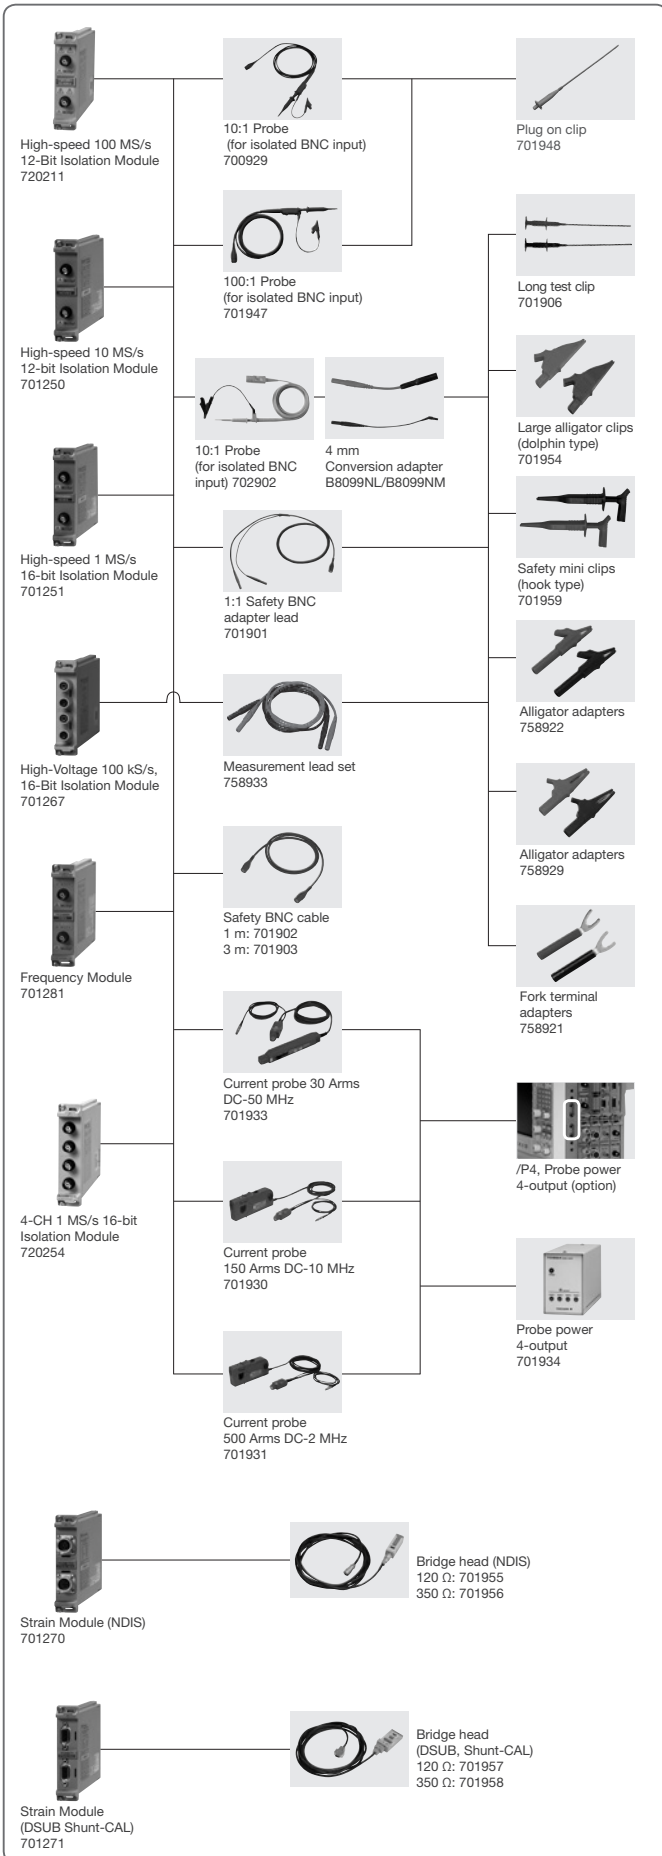 High-speed 100 MS/s
12-Bit Isolation Module
720211
10:1 Probe
(for isolated BNC input)
700929
Plug on clip
701948
High-speed 10 MS/s
12-bit Isolation Module
701250
100:1 Probe
(for isolated BNC input)
701947
Long test clip
701906
High-speed 1 MS/s
16-bit Isolation Module
701251
10:1 Probe
(for isolated BNC
input) 702902
4 mm
Conversion adapter
B8099NL/B8099NM
Large alligator clips
(dolphin type)
701954
1:1 Safety BNC
adapter lead
701901
Safety mini clips
(hook type)
701959
High-Voltage 100 kS/s,
16-Bit Isolation Module
701267
Measurement lead set
758933
Alligator adapters
758922
Alligator adapters
758929
Frequency Module
701281
Safety BNC cable
1 m: 701902
3 m: 701903
Fork terminal
adapters
758921
4-CH 1 MS/s 16-bit
Isolation Module
720254
Current probe 30 Arms
DC-50 MHz
701933
/P4, Probe power
4-output (option)
Current probe
150 Arms DC-10 MHz
701930
Probe power
4-output
701934
Current probe
500 Arms DC-2 MHz
701931
Strain Module (NDIS)
701270
Bridge head (NDIS)
120 Ω: 701955
350 Ω: 701956
Strain Module
(DSUB Shunt-CAL)
701271
Bridge head
(DSUB, Shunt-CAL)
120 Ω: 701957
350 Ω: 701958